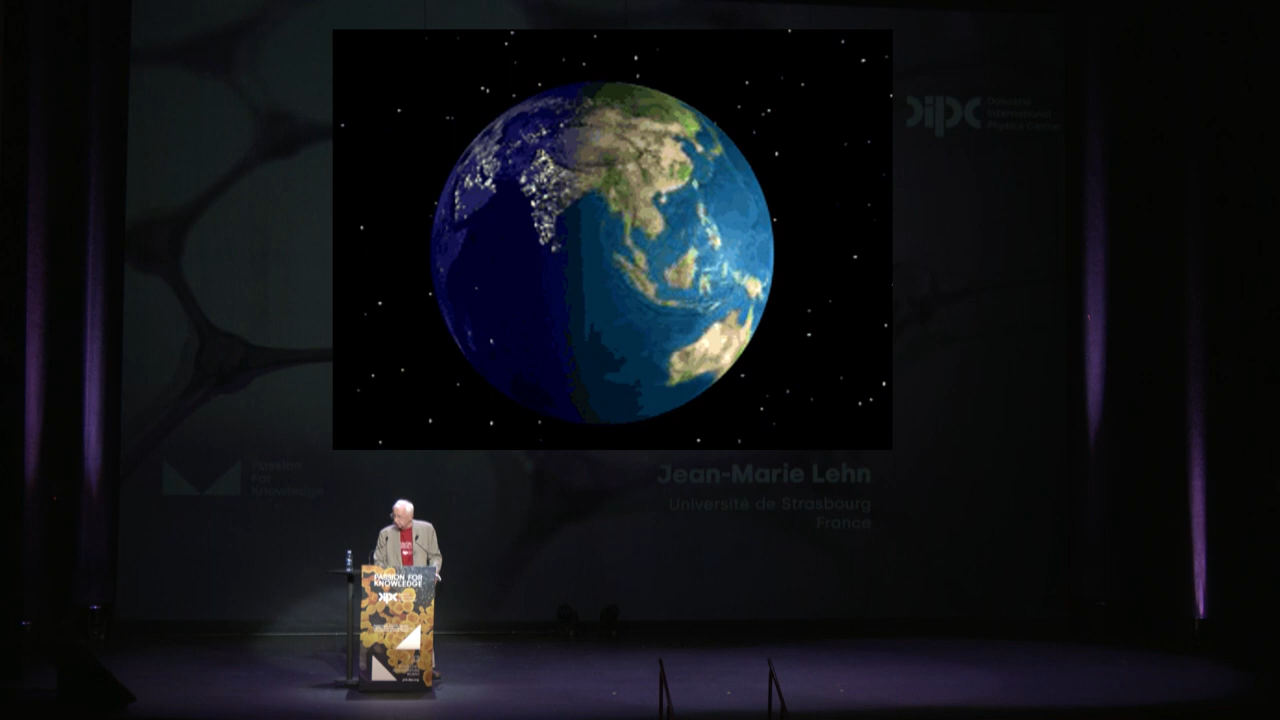 dipc
Donostia
International
Physics Center
Jean-Marie Lehn
Université de Strasbourg
France
Passion
For
Knowledge
PASSION FOR
KNOWLEDGE
dipc